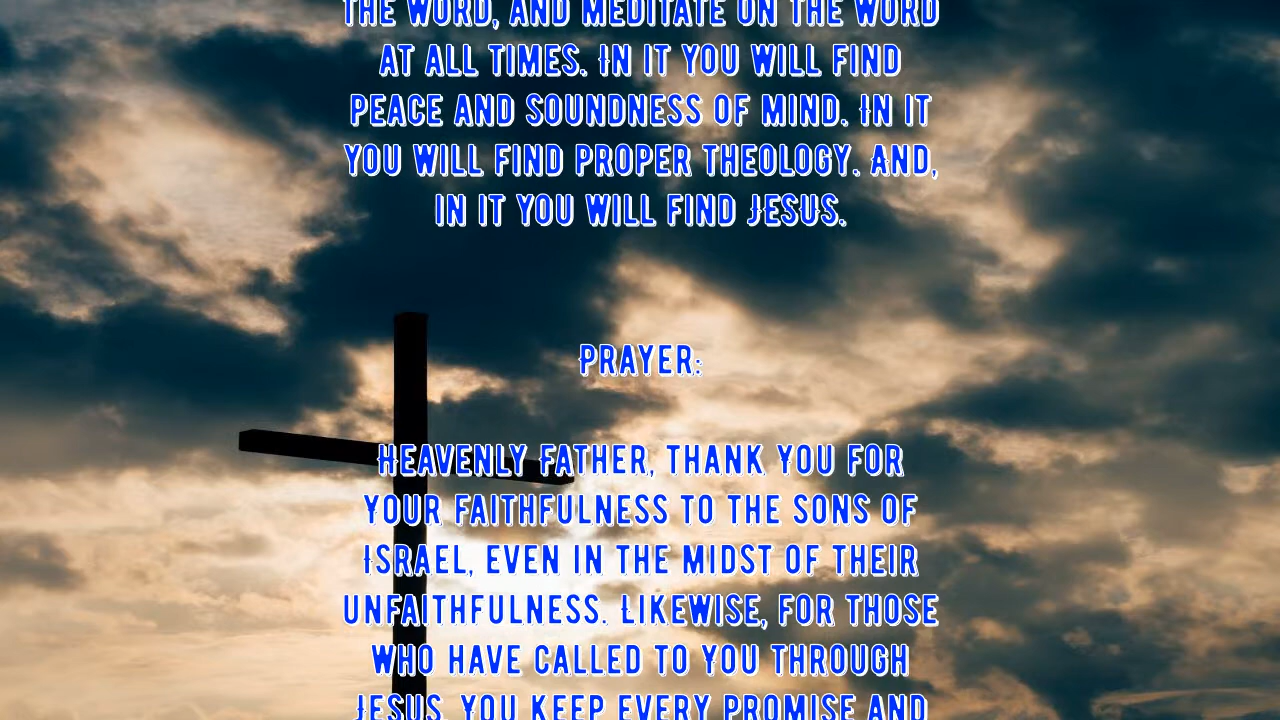 THE WORD, AND MEDITATE ON THE WORD
AT ALL TIMES. IN IT YOU WILL FIND
PEACE AND SOUNDNESS OF MIND. IN IT
YOU WILL FIND PROPER THEOLOGY. AND,
IN IT YOU WILL FIND JESUS.
PRAYER:
HEAVENLY FATHER, THANK YOU FOR
YOUR FAITHFULNESS TO THE SONS OF
ISRAEL, EVEN IN THE MIDST OF THEIR
UNFAITHFULNESS. LIKEWISE, FOR THOSE
WHO HAVE CALLED TO YOU THROUGH
JESUS, YOU KEEP EVERY PROMISE AND